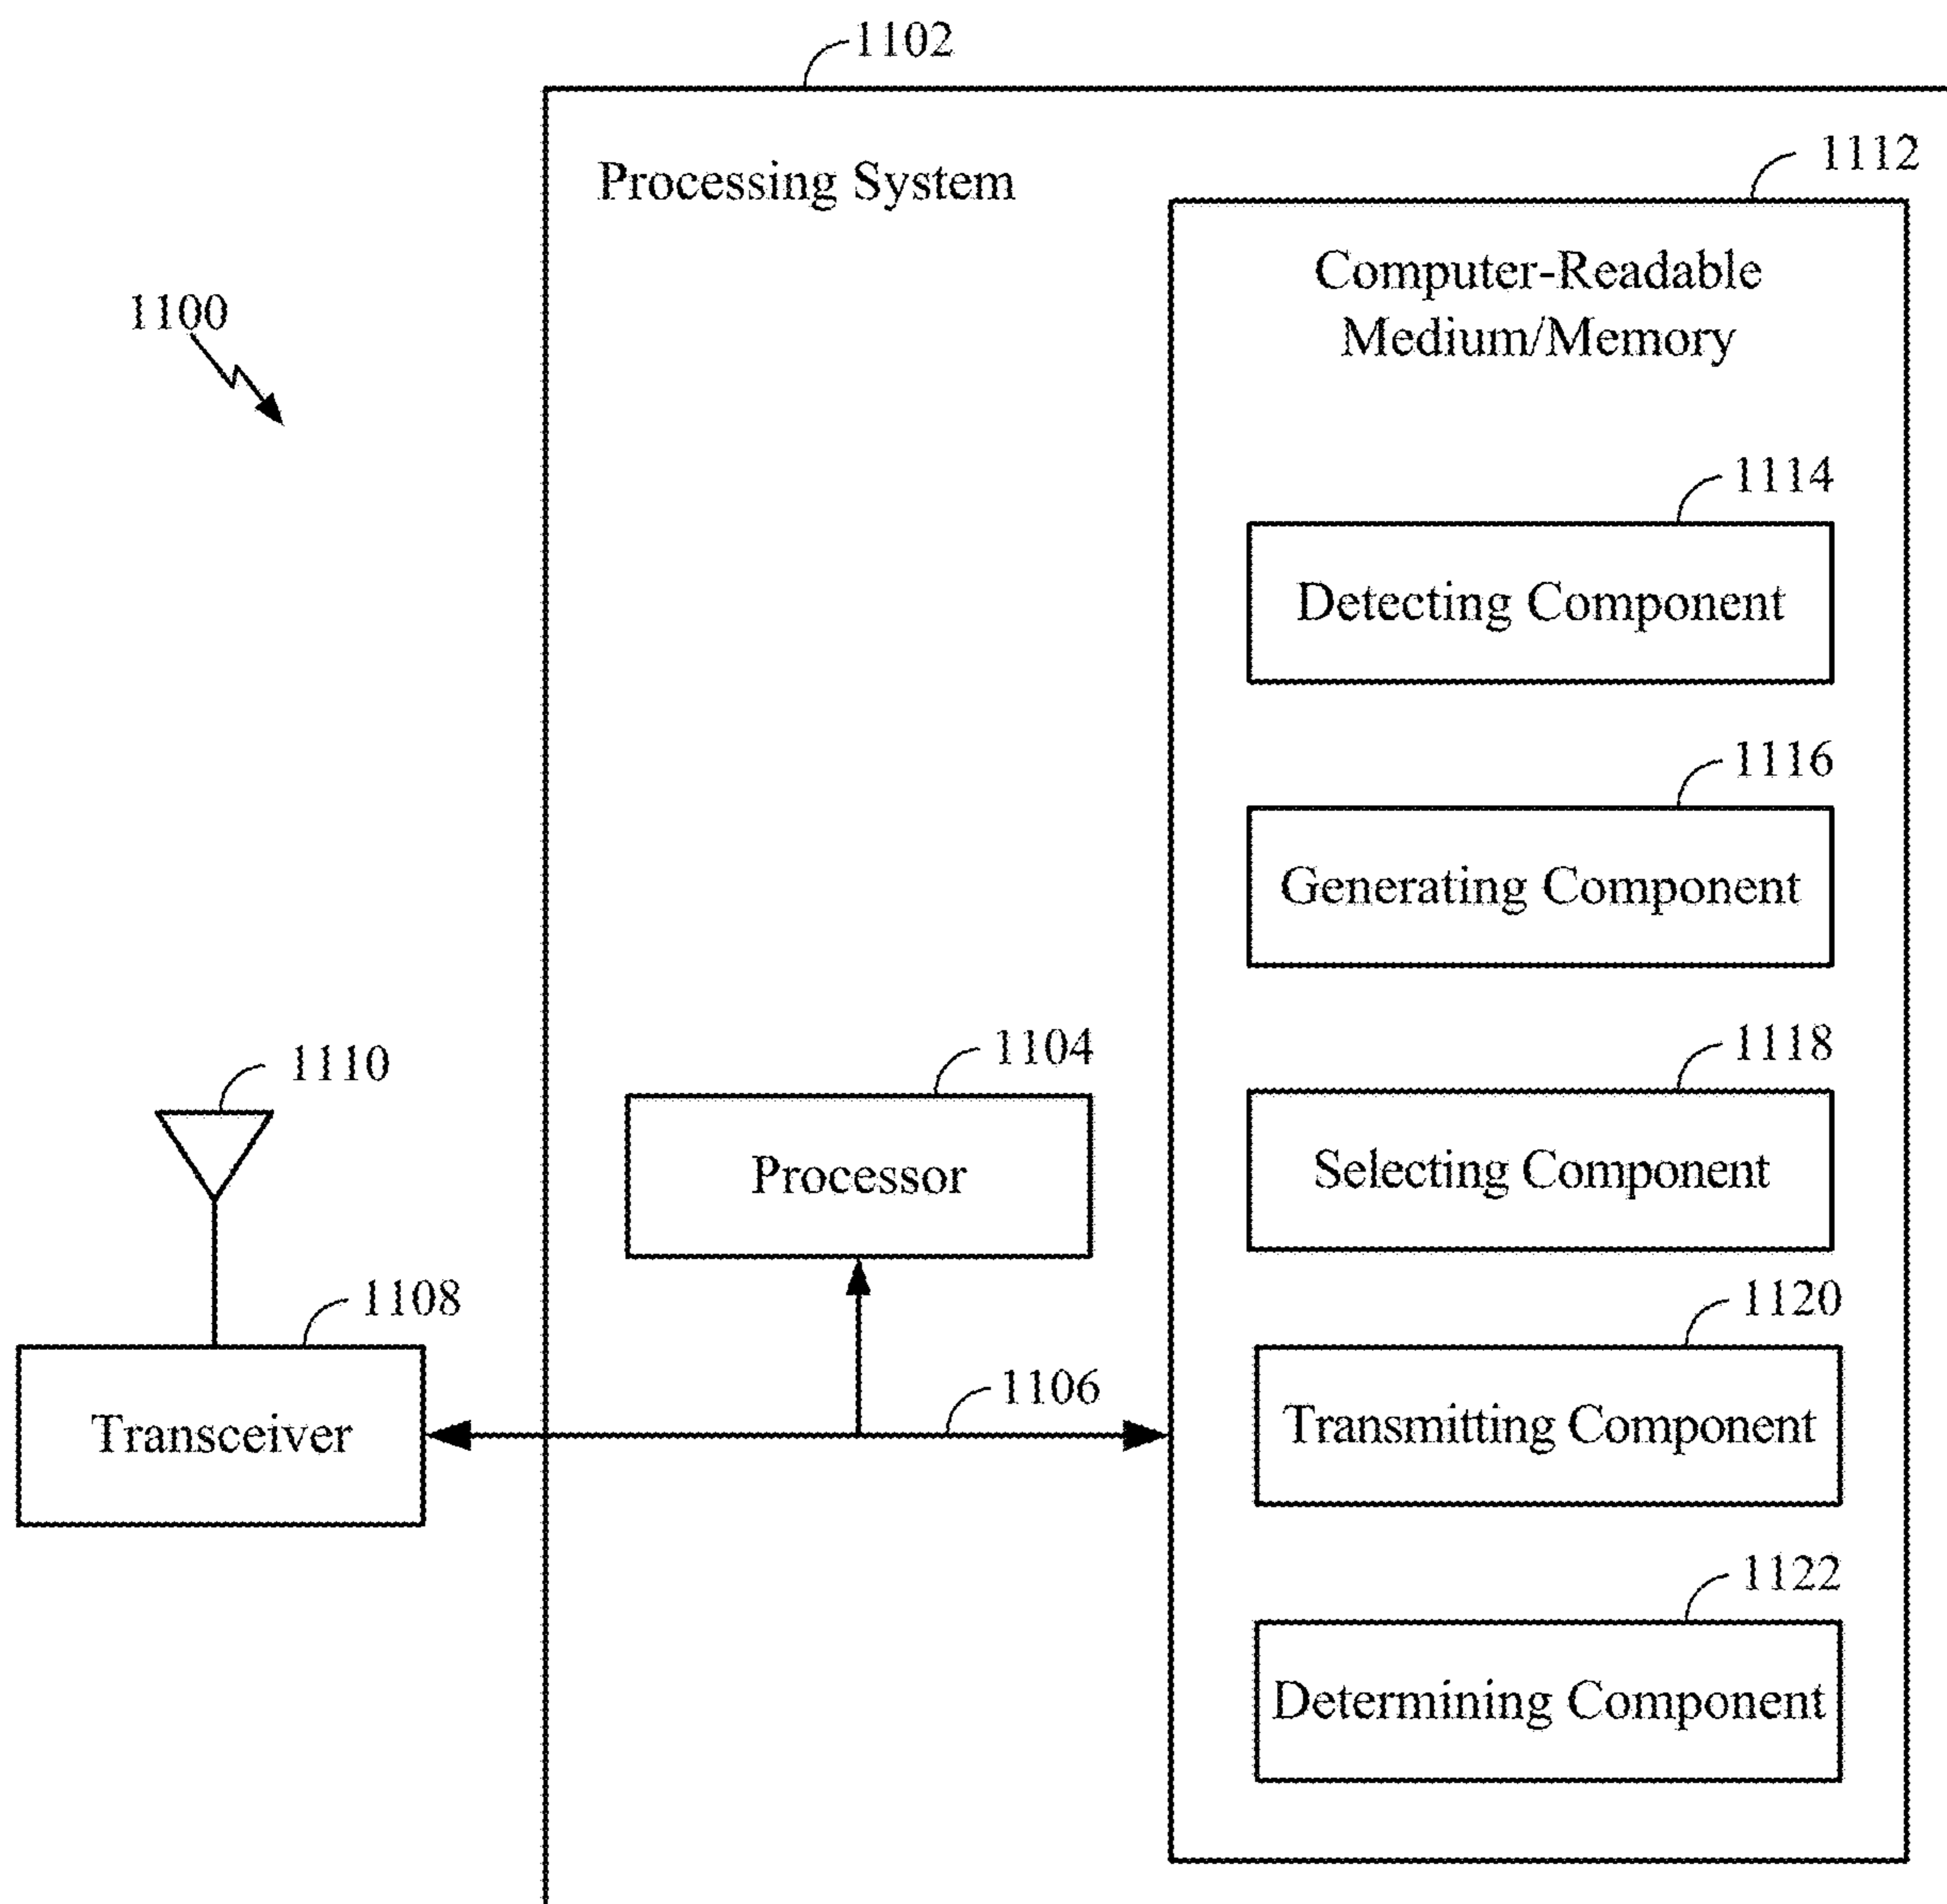 1102
Processing System
1112
Computer-Readable
Medium/Memory
1100
1114
Detecting Component
1116
Generating Component
1104
1118
1110
Processor
Selecting Component
1108
1120
1106
Transceiver
Transmitting Component
1122
Determining Component